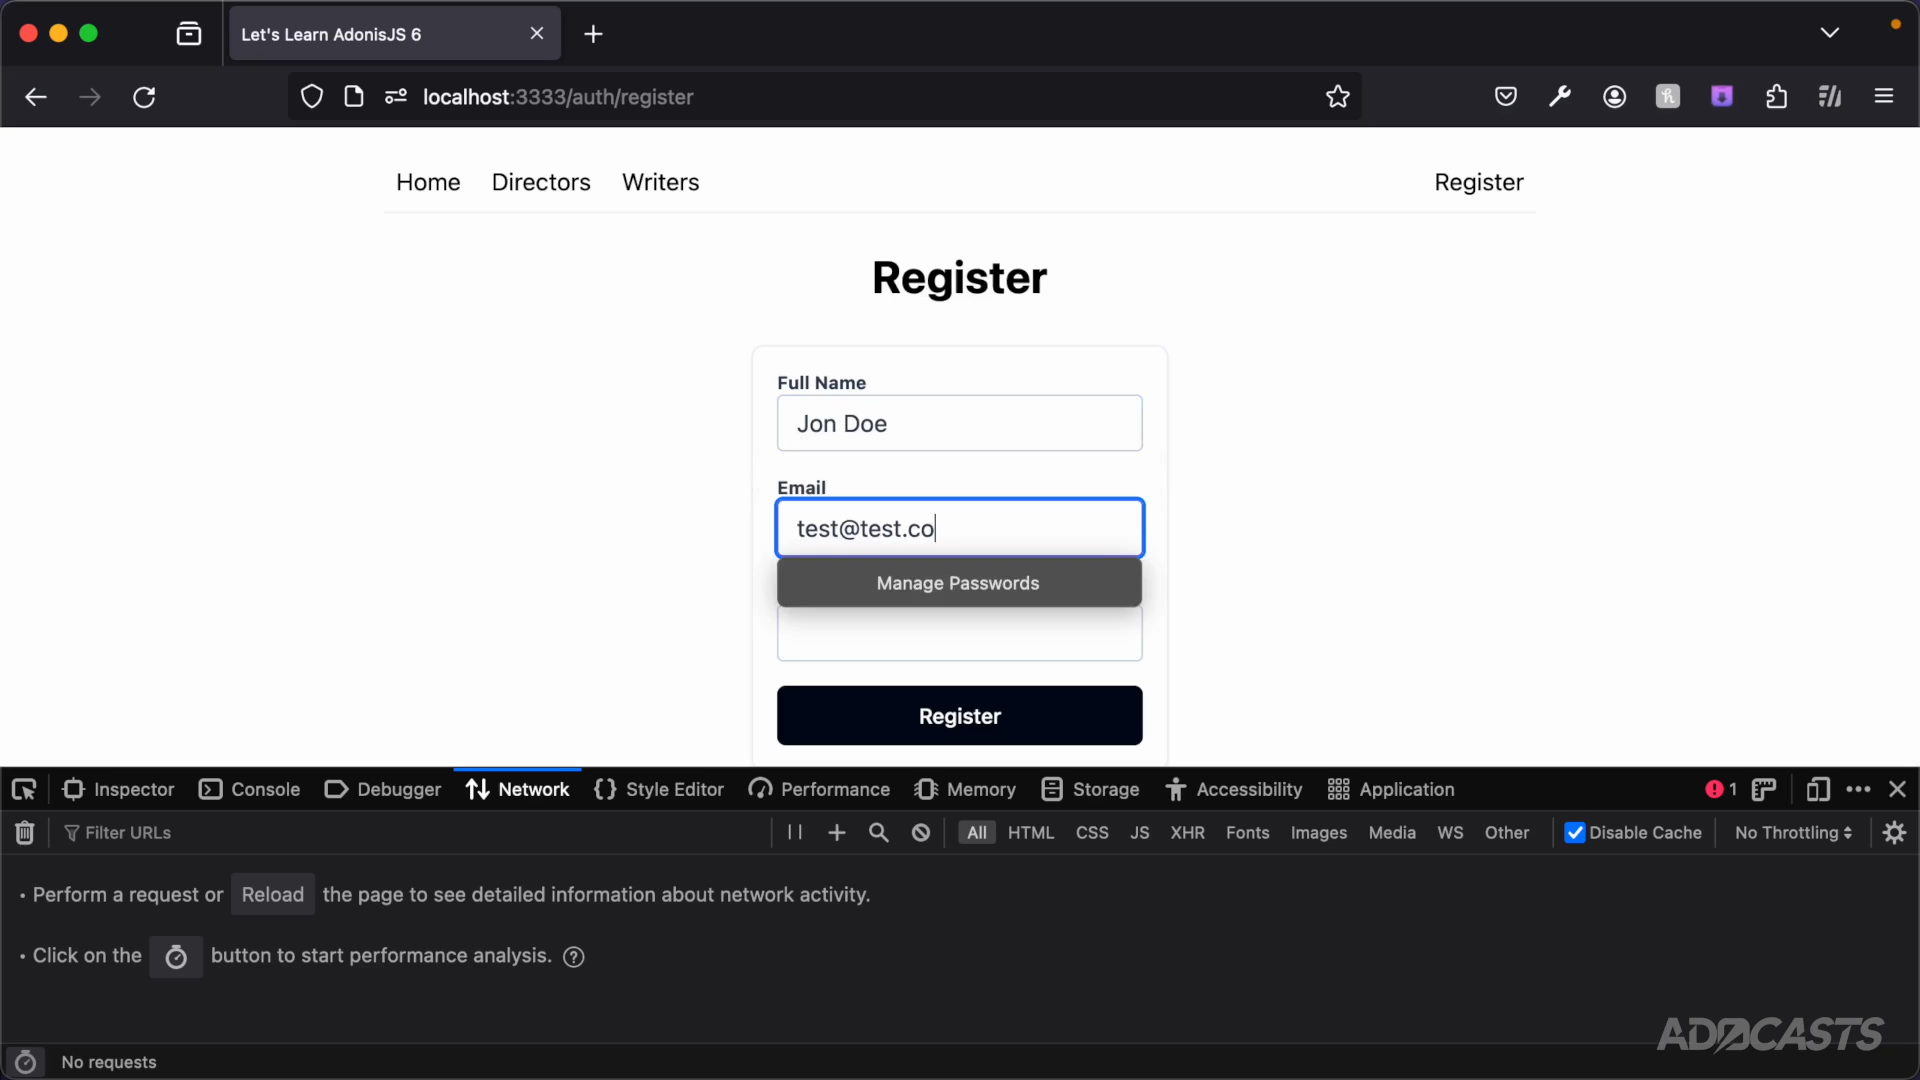 Let's Learn AdonisJS 6
localhost:3333/auth/register
Home Directors Writers Register
Register
Full Name
Jon Doe
Email
test@test.co
Manage Passwords
Register
Inspector Console Debugger Network Style Editor Performance Memory Storage Accessibility Application 1
Filter URLs All HTML CSS JS XHR Fonts Images Media WS Other Disable Cache No Throttling
• Perform a request or Reload the page to see detailed information about network activity.
• Click on the button to start performance analysis.
ADOCASTS
No requests